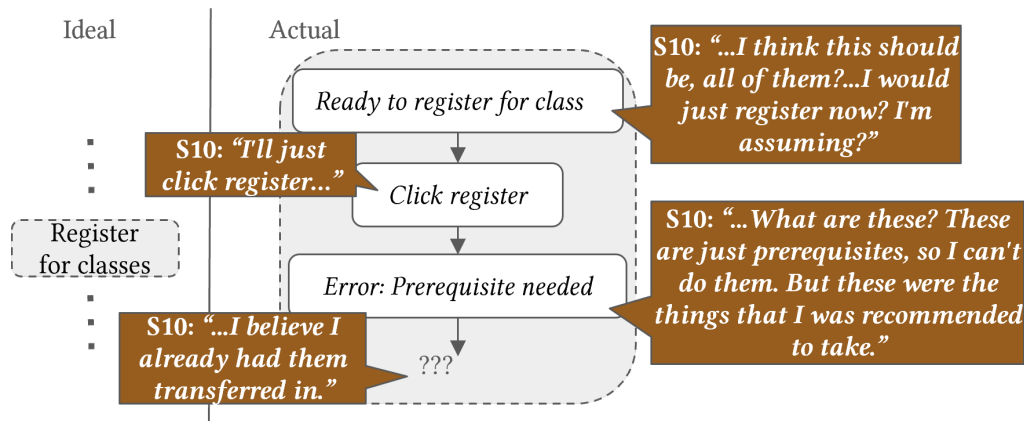 Ideal
Actual
S10: “...I think this should
be, all of them?...I would
just register now? I'm
assuming?”
Ready to register for class
S10: “I'll just
click register...”
Click register
Register
for classes
S10: “...What are these? These
are just prerequisites, so I can't
do them. But these were the
things that I was recommended
to take.”
Error: Prerequisite needed
S10: “...I believe I
already had them
transferred in.”
???